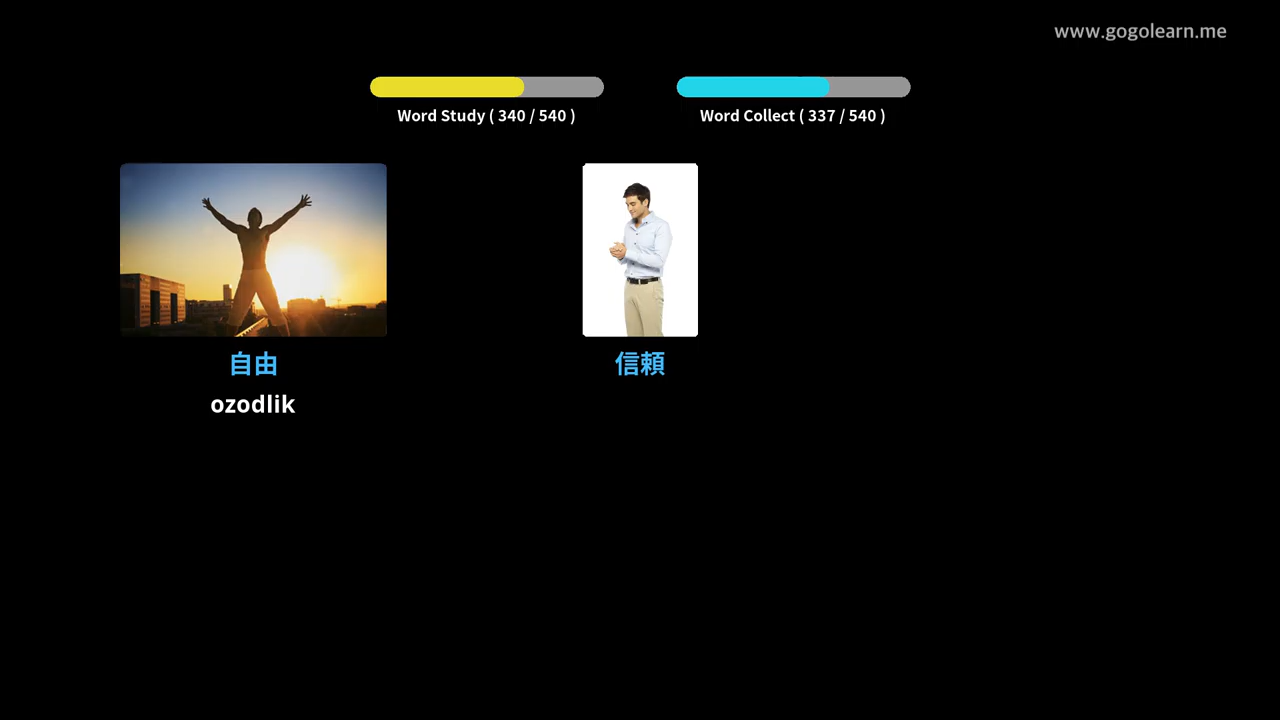 www.gogolearn.me
Word Study ( 340 / 540 )
Word Collect ( 337 / 540 )
自由
ozodlik
信頼